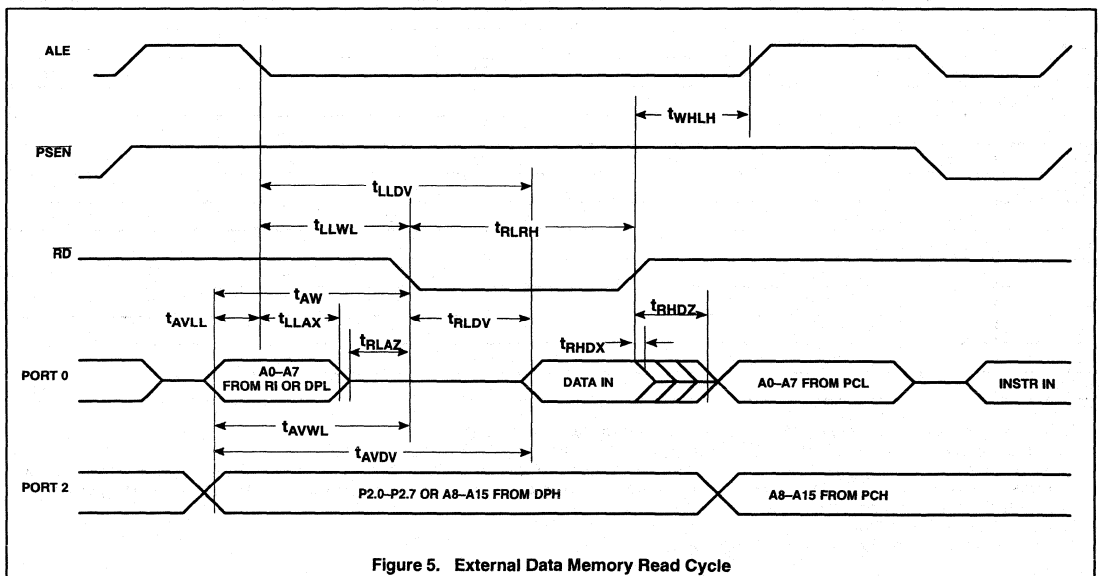 ALE
tWHLH
PSEN
tLLDV
tLLWL
tRLRH
RD
tAW
tRHDZ
tAVLL
tLLAX
tRLDV
tRLAZ
tRHDX
PORT 0
A0–A7
FROM RI OR DPL
DATA IN
A0–A7 FROM PCL
INSTR IN
tAVWL
tAVDV
PORT 2
P2.0–P2.7 OR A8–A15 FROM DPH
A8–A15 FROM PCH
Figure 5. External Data Memory Read Cycle